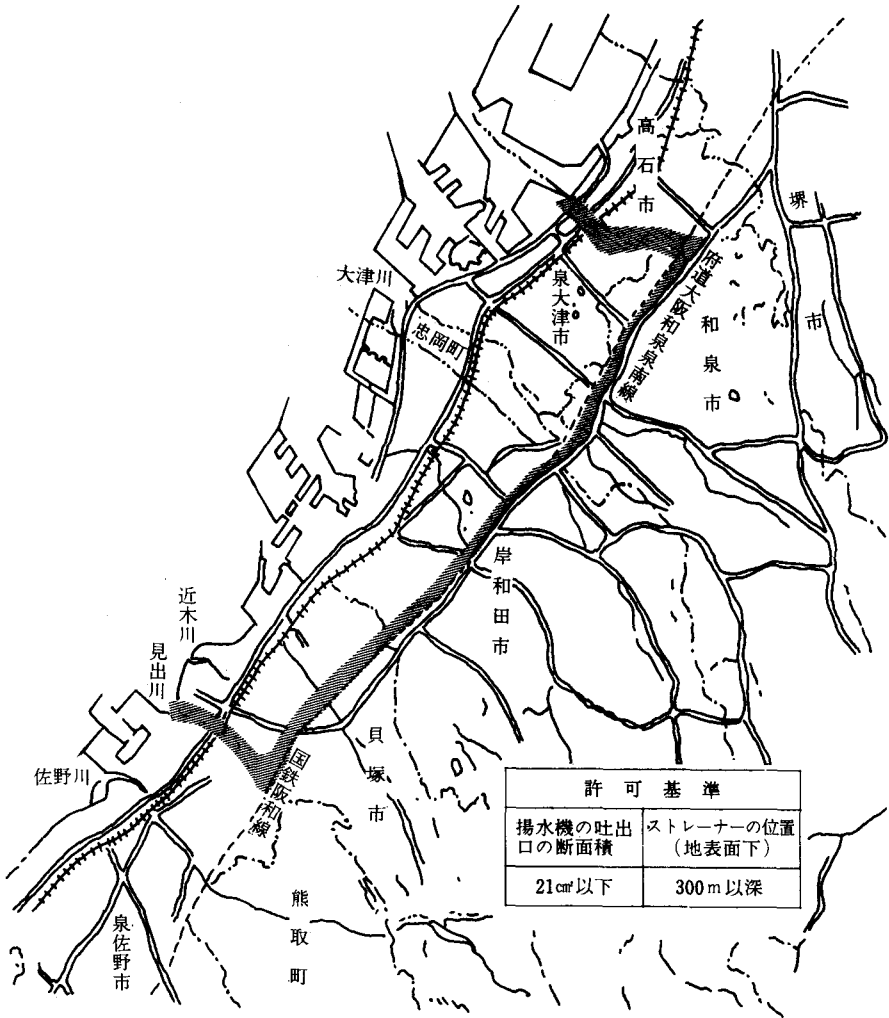 高石市
堺市
大津川
泉大津市
府道大阪和泉泉南線
和泉市
忠岡町
岸和田市
近木川
見出川
貝塚市
国鉄阪和線
佐野川
熊取町
泉佐野市
許可基準
揚水機の吐出口の断面積
ストレーナーの位置
(地表面下)
21cm²以下
300m以深